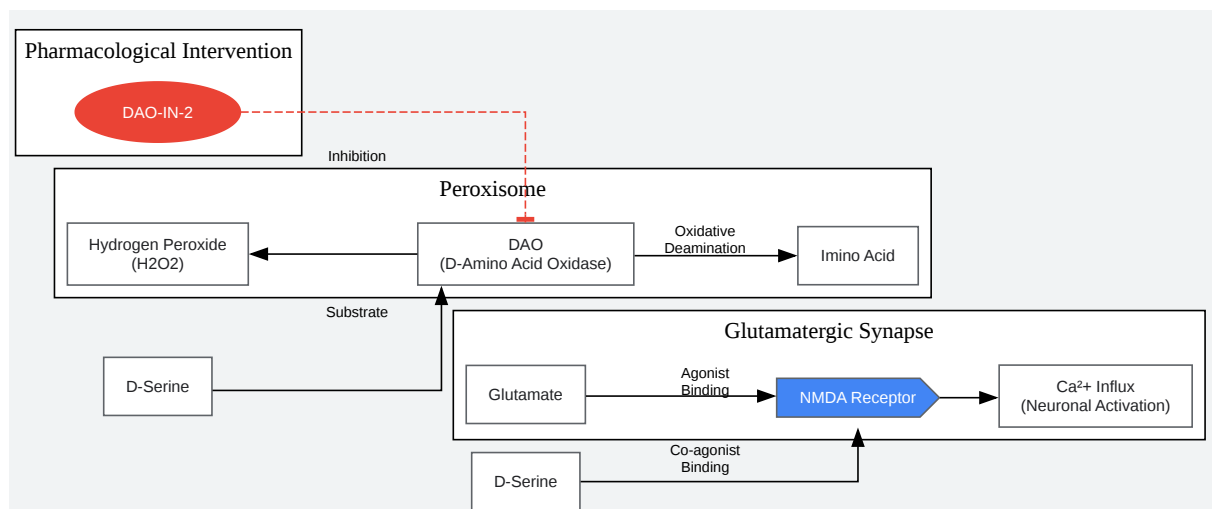 Pharmacological Intervention
DAO-IN-2
Inhibition
Peroxisome
Hydrogen Peroxide
(H2O2)
DAO
(D-Amino Acid Oxidase)
Oxidative
Deamination
Imino Acid
Substrate
D-Serine
Glutamatergic Synapse
Glutamate
Agonist
Binding
NMDA Receptor
Ca²+ Influx
(Neuronal Activation)
Co-agonist
Binding
D-Serine